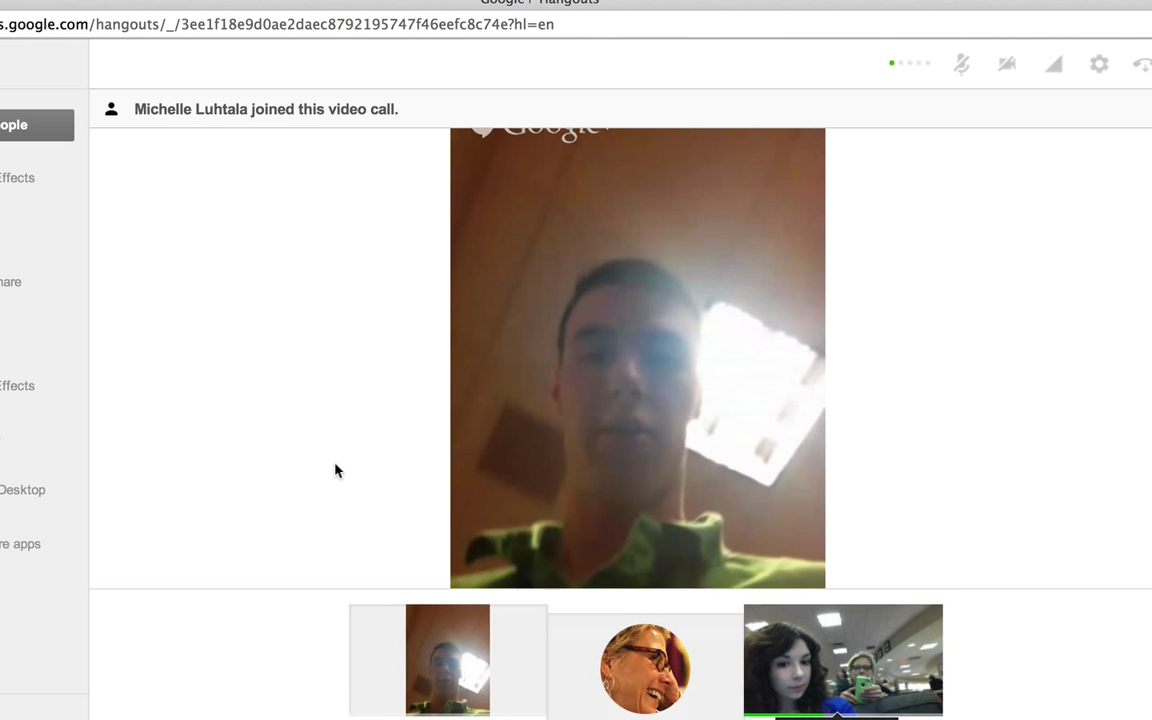 s.google.com/hangouts/_/3ee1f18e9d0ae2daec8792195747f46eefc8c74e?hl=en
Michelle Luhtala joined this video call.
ople
Effects
hare
Effects
Desktop
re apps
Google+